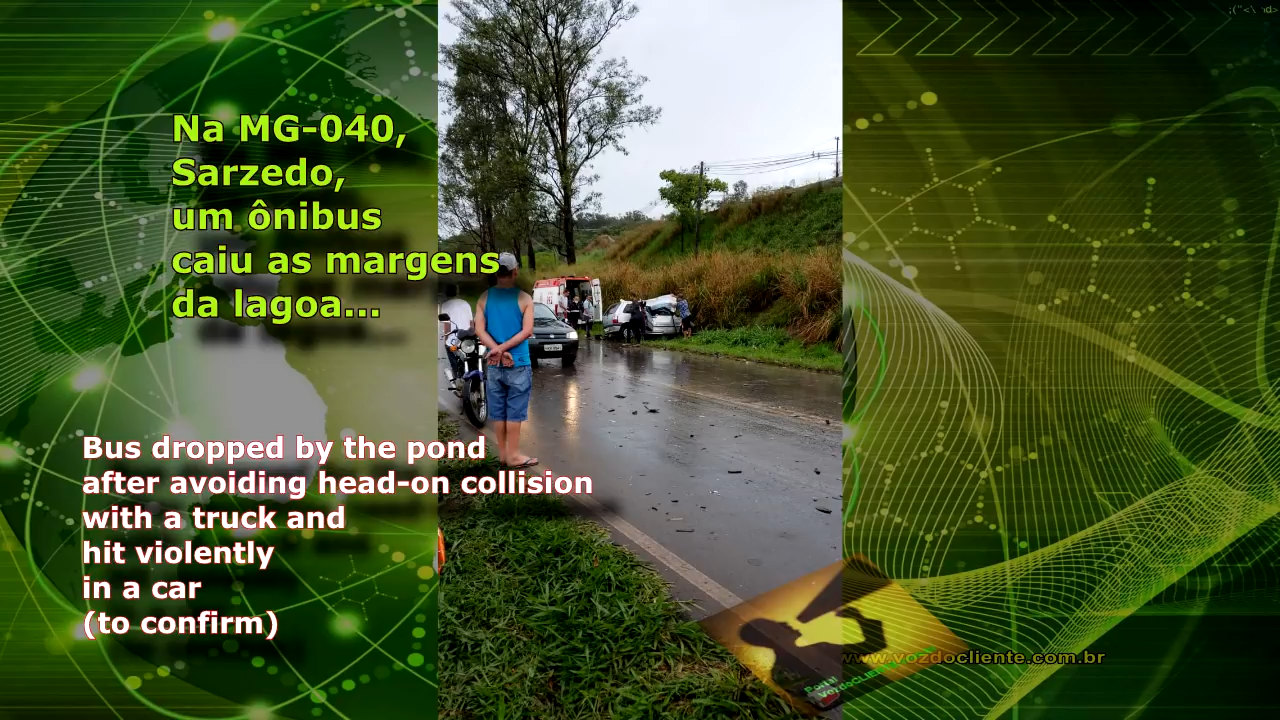 Na MG-040,
Sarzedo,
um ônibus
caiu as margens
da lagoa...
Bus dropped by the pond
after avoiding head-on collision
with a truck and
hit violently
in a car
(to confirm)
www.vozdocliente.com.br